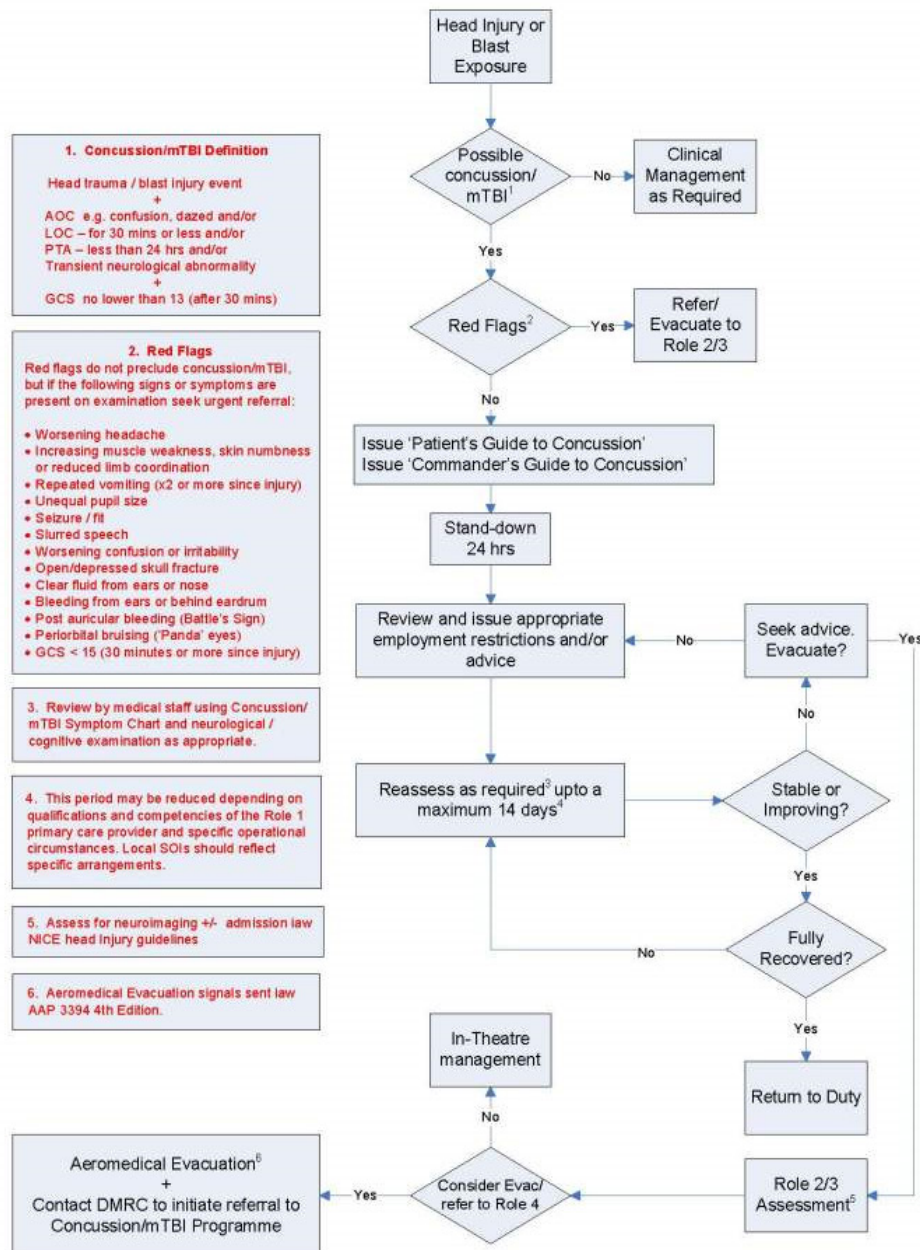 Head Injury or
Blast
Exposure
Possible
concussion/
mTBI¹
No
Clinical
Management
as Required
Yes
Red Flags²
Yes
Refer/
Evacuate to
Role 2/3
No
Issue 'Patient's Guide to Concussion'
Issue 'Commander's Guide to Concussion'
Stand-down
24 hrs
Review and issue appropriate
employment restrictions and/or
advice
No
Seek advice.
Evacuate?
Yes
No
Reassess as required³ upto a
maximum 14 days⁴
Stable or
Improving?
Yes
No
Fully
Recovered?
Yes
Return to Duty
In-Theatre
management
No
Aeromedical Evacuation⁶
+
Contact DMRC to initiate referral to
Concussion/mTBI Programme
Yes
Consider Evac/
refer to Role 4
Role 2/3
Assessment⁵
1. Concussion/mTBI Definition
Head trauma / blast injury event
+
AOC e.g. confusion, dazed and/or
LOC – for 30 mins or less and/or
PTA – less than 24 hrs and/or
Transient neurological abnormality
+
GCS no lower than 13 (after 30 mins)
2. Red Flags
Red flags do not preclude concussion/mTBI,
but if the following signs or symptoms are
present on examination seek urgent referral:
• Worsening headache
• Increasing muscle weakness, skin numbness
or reduced limb coordination
• Repeated vomiting (x2 or more since injury)
• Unequal pupil size
• Seizure / fit
• Slurred speech
• Worsening confusion or irritability
• Open/depressed skull fracture
• Clear fluid from ears or nose
• Bleeding from ears or behind eardrum
• Post auricular bleeding (Battle's Sign)
• Periorbital bruising ('Panda' eyes)
• GCS < 15 (30 minutes or more since injury)
3. Review by medical staff using Concussion/
mTBI Symptom Chart and neurological /
cognitive examination as appropriate.
4. This period may be reduced depending on
qualifications and competencies of the Role 1
primary care provider and specific operational
circumstances. Local SOIs should reflect
specific arrangements.
5. Assess for neuroimaging +/- admission Iaw
NICE head Injury guidelines
6. Aeromedical Evacuation signals sent Iaw
AAP 3394 4th Edition.